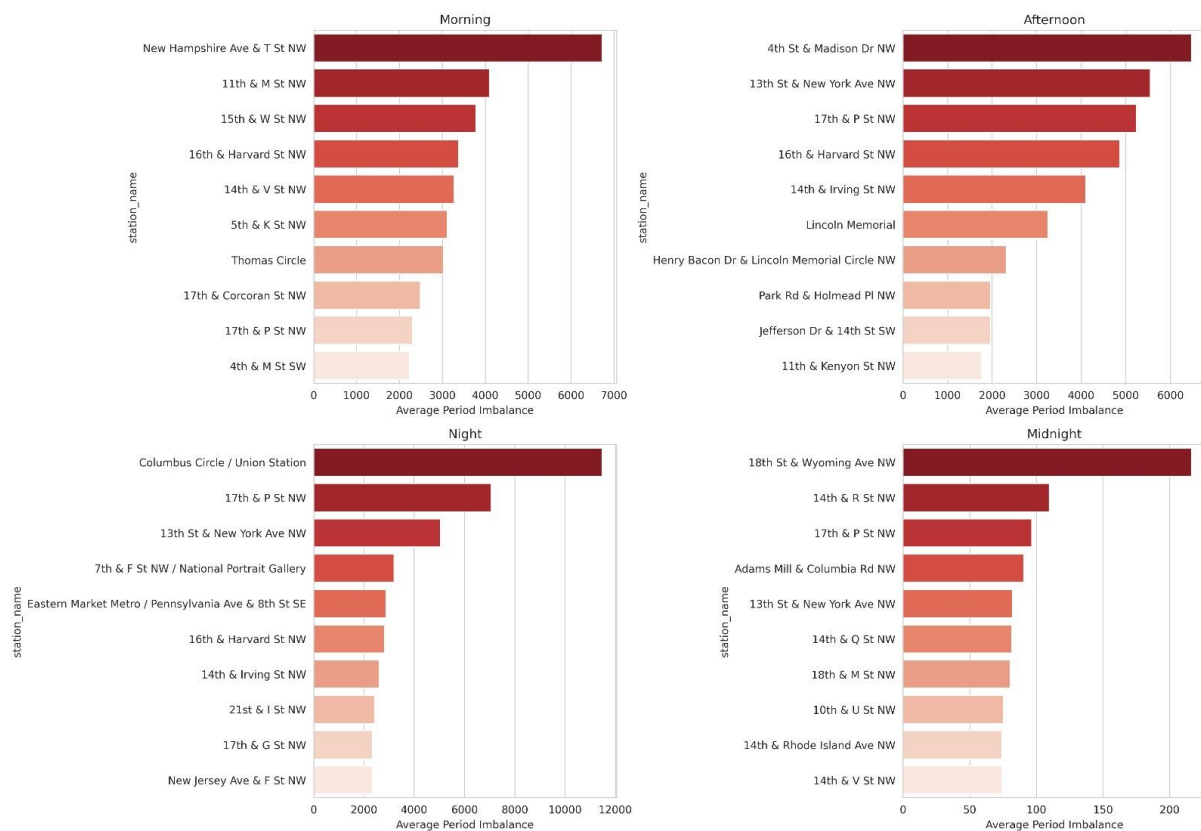 Morning
New Hampshire Ave & T St NW
11th & M St NW
15th & W St NW
16th & Harvard St NW
14th & V St NW
5th & K St NW
Thomas Circle
17th & Corcoran St NW
17th & P St NW
4th & M St SW
station_name
0 1000 2000 3000 4000 5000 6000 7000
Average Period Imbalance
Afternoon
4th St & Madison Dr NW
13th St & New York Ave NW
17th & P St NW
16th & Harvard St NW
14th & Irving St NW
Lincoln Memorial
Henry Bacon Dr & Lincoln Memorial Circle NW
Park Rd & Holmead Pl NW
Jefferson Dr & 14th St SW
11th & Kenyon St NW
station_name
0 1000 2000 3000 4000 5000 6000
Average Period Imbalance
Night
Columbus Circle / Union Station
17th & P St NW
13th St & New York Ave NW
7th & F St NW / National Portrait Gallery
Eastern Market Metro / Pennsylvania Ave & 8th St SE
16th & Harvard St NW
14th & Irving St NW
21st & I St NW
17th & G St NW
New Jersey Ave & F St NW
station_name
0 2000 4000 6000 8000 10000 12000
Average Period Imbalance
Midnight
18th St & Wyoming Ave NW
14th & R St NW
17th & P St NW
Adams Mill & Columbia Rd NW
13th St & New York Ave NW
14th & Q St NW
18th & M St NW
10th & U St NW
14th & Rhode Island Ave NW
14th & V St NW
station_name
0 50 100 150 200
Average Period Imbalance